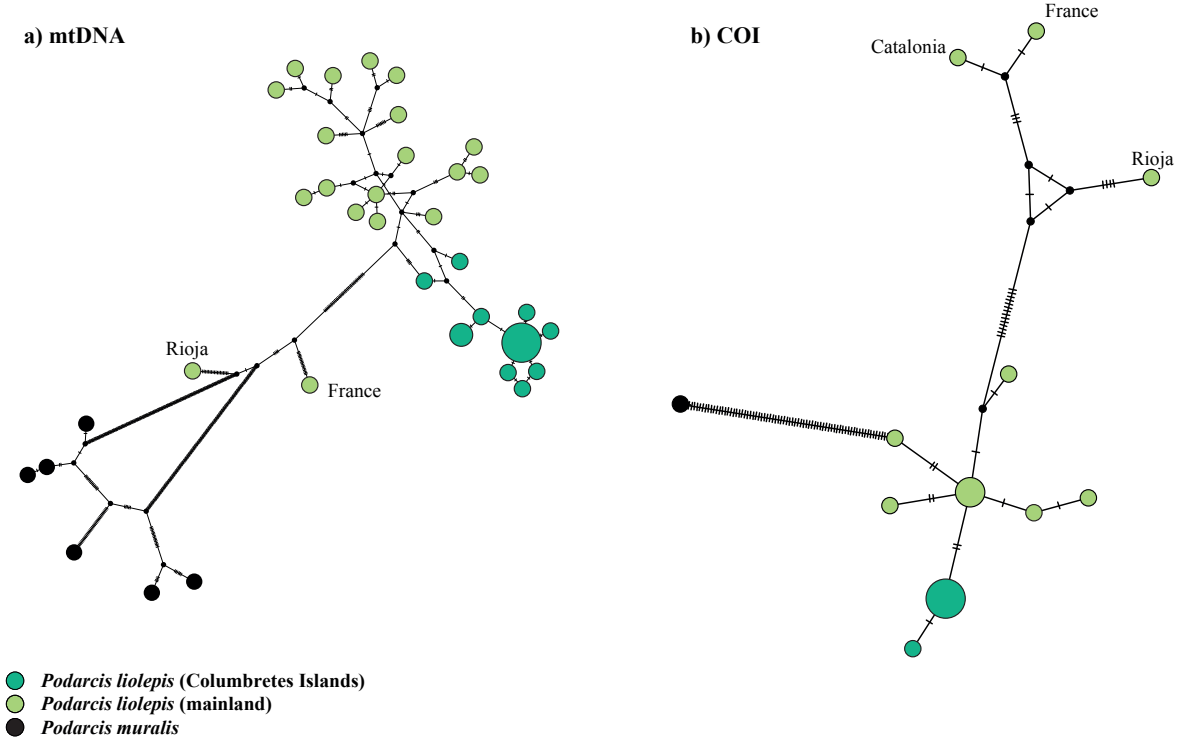 a) mtDNA
Rioja
France
b) COI
France
Catalonia
Rioja
Podarcis liolepis (Columbretes Islands)
Podarcis liolepis (mainland)
Podarcis muralis